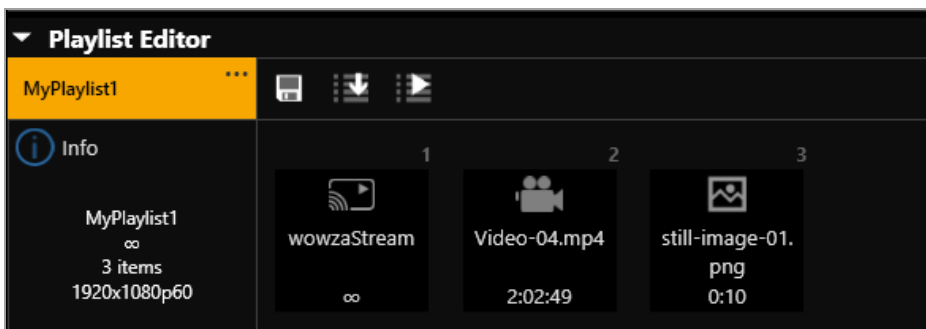 Playlist Editor
MyPlaylist1
...
Info
MyPlaylist1
∞
3 items
1920x1080p60
1
wowzaStream
∞
2
Video-04.mp4
2:02:49
3
still-image-01.
png
0:10